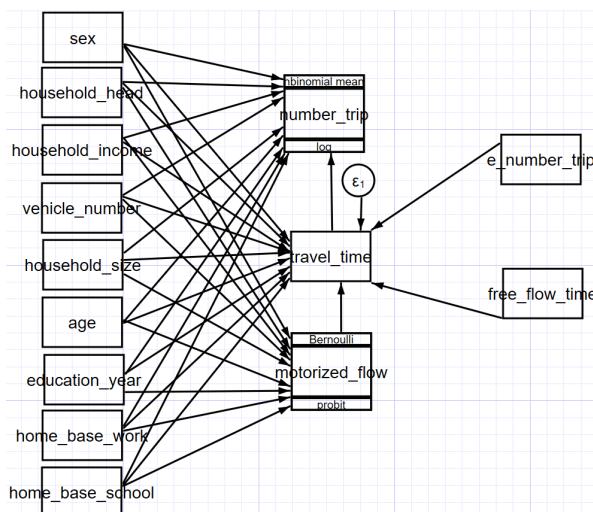 sex
household_head
household_income
vehicle_number
household_size
age
education_year
home_base_work
home_base_school
nbinomial mean
number_trip
log
ε1
travel_time
Bernoulli
motorized_flow
probit
e_number_trip
free_flow_time